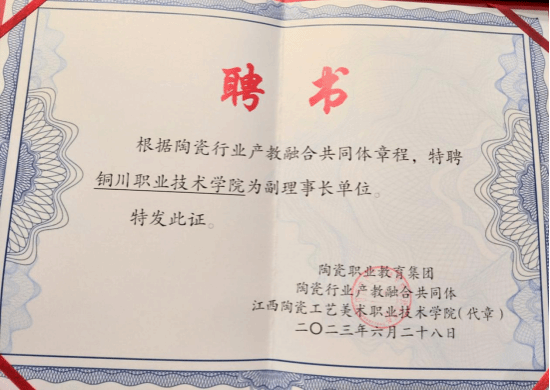 聘 书
根据陶瓷行业产教融合共同体章程，特聘
铜川职业技术学院为副理事长单位。
特发此证。
陶瓷职业教育集团
陶瓷行业产教融合共同体
江西陶瓷工艺美术职业技术学院（代章）
二〇二三年六月二十八日